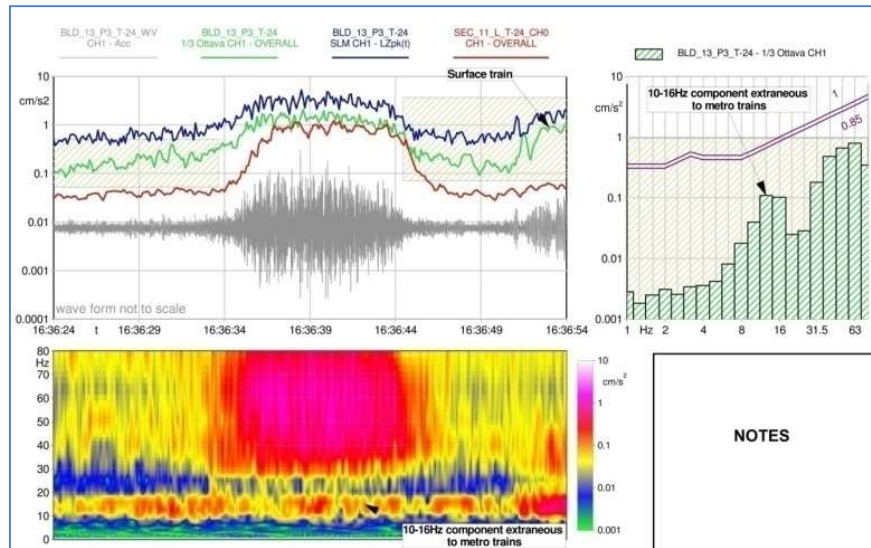 BLD_13_P3_T-24_WV
CH1 - Acc
BLD_13_P3_T-24
1/3 Ottava CH1 - OVERALL
BLD_13_P3_T-24
SLM CH1 - LZpk(t)
SEC_11_L_T-24_CH0
CH1 - OVERALL
BLD_13_P3_T-24 - 1/3 Ottava CH1
10
cm/s2
1
0.1
0.01
0.001
0.0001
Surface train
wave form not to scale
16:36:24 t 16:36:29 16:36:34 16:36:39 16:36:44 16:36:49 16:36:54
10
cm/s²
1
0.1
0.01
0.001
10-16Hz component extraneous
to metro trains
1
0.85
1 Hz 2 4 8 16 31.5 63
80
Hz
70
60
50
40
30
20
10
0
10-16Hz component extraneous
to metro trains
10
cm/s²
1
0.1
0.01
0.001
NOTES